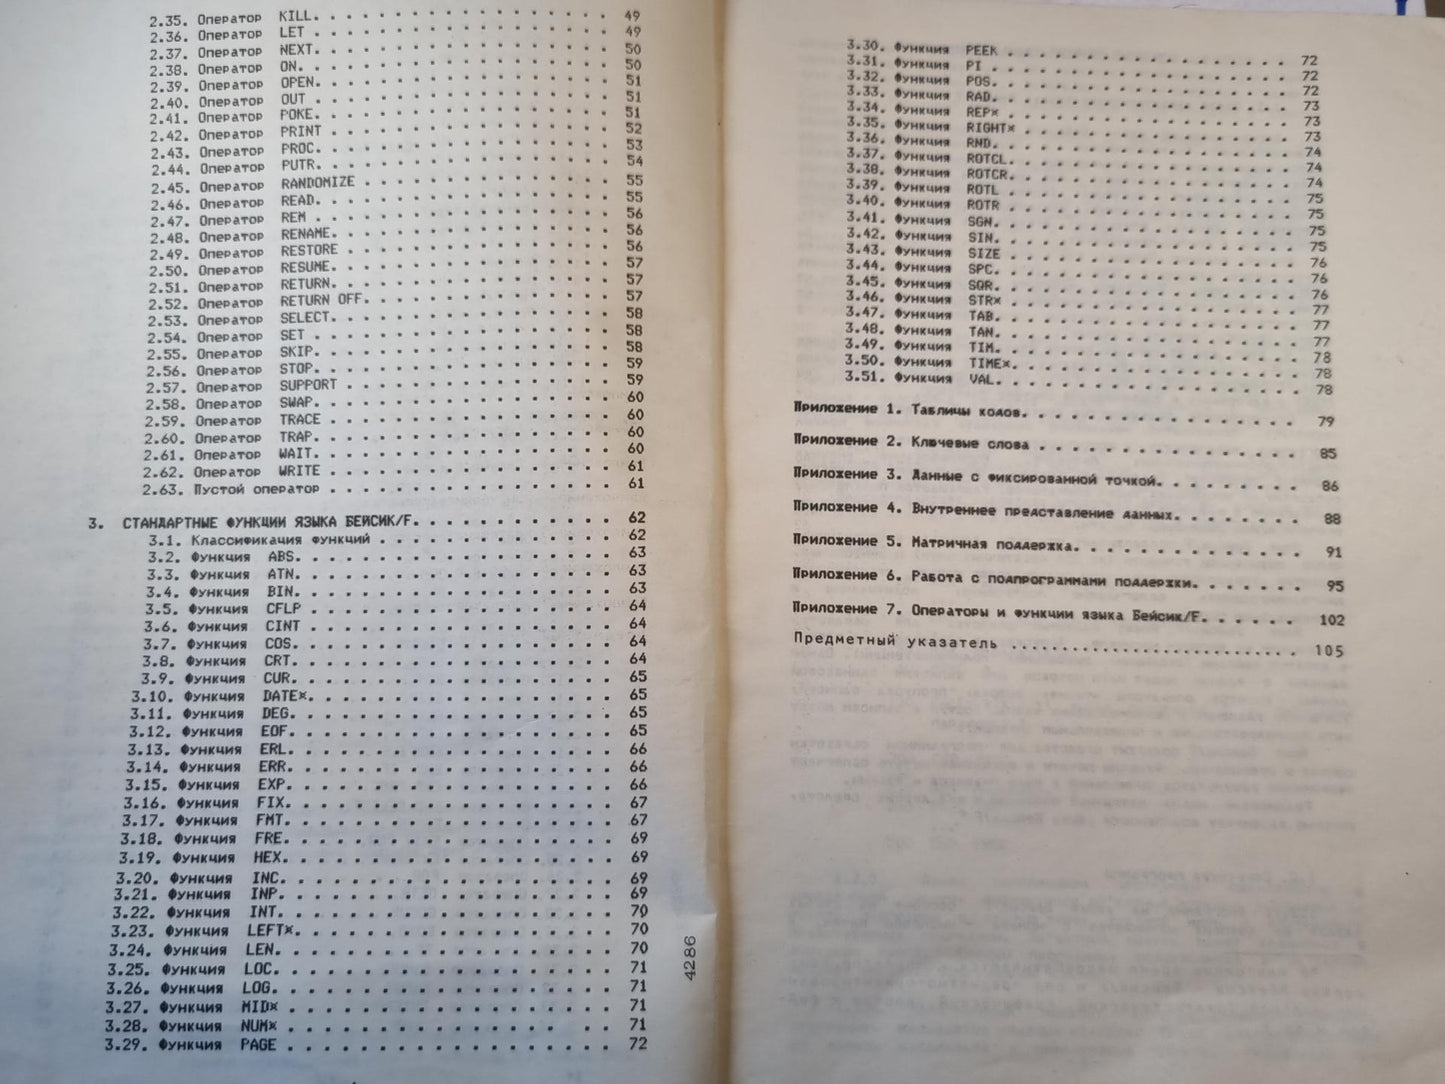 2.35. Оператор KILL. . . . . . . . . . . . . . . . . . 49
2.36. Оператор LET . . . . . . . . . . . . . . . . . . 49
2.37. Оператор NEXT. . . . . . . . . . . . . . . . . . 50
2.38. Оператор ON. . . . . . . . . . . . . . . . . . . 50
2.39. Оператор OPEN. . . . . . . . . . . . . . . . . . 51
2.40. Оператор OUT . . . . . . . . . . . . . . . . . . 51
2.41. Оператор POKE. . . . . . . . . . . . . . . . . . 51
2.42. Оператор PRINT . . . . . . . . . . . . . . . . . 52
2.43. Оператор PROC. . . . . . . . . . . . . . . . . . 53
2.44. Оператор PUTR. . . . . . . . . . . . . . . . . . 54
2.45. Оператор RANDOMIZE . . . . . . . . . . . . . . . 55
2.46. Оператор READ. . . . . . . . . . . . . . . . . . 55
2.47. Оператор REM . . . . . . . . . . . . . . . . . . 56
2.48. Оператор RENAME. . . . . . . . . . . . . . . . . 56
2.49. Оператор RESTORE . . . . . . . . . . . . . . . . 56
2.50. Оператор RESUME. . . . . . . . . . . . . . . . . 57
2.51. Оператор RETURN. . . . . . . . . . . . . . . . . 57
2.52. Оператор RETURN OFF. . . . . . . . . . . . . . . 57
2.53. Оператор SELECT. . . . . . . . . . . . . . . . . 58
2.54. Оператор SET . . . . . . . . . . . . . . . . . . 58
2.55. Оператор SKIP. . . . . . . . . . . . . . . . . . 58
2.56. Оператор STOP. . . . . . . . . . . . . . . . . . 59
2.57. Оператор SUPPORT . . . . . . . . . . . . . . . . 59
2.58. Оператор SWAP. . . . . . . . . . . . . . . . . . 60
2.59. Оператор TRACE . . . . . . . . . . . . . . . . . 60
2.60. Оператор TRAP. . . . . . . . . . . . . . . . . . 60
2.61. Оператор WAIT. . . . . . . . . . . . . . . . . . 60
2.62. Оператор WRITE . . . . . . . . . . . . . . . . . 61
2.63. Пустой оператор . . . . . . . . . . . . . . . . . 61
3. СТАНДАРТНЫЕ ФУНКЦИИ ЯЗЫКА БЕЙСИК/F. . . . . . . . . . . . 62
3.1. Классификация функций . . . . . . . . . . . . . . 62
3.2. Функция ABS. . . . . . . . . . . . . . . . . . . 63
3.3. Функция ATN. . . . . . . . . . . . . . . . . . . 63
3.4. Функция BIN. . . . . . . . . . . . . . . . . . . 63
3.5. Функция CFLP . . . . . . . . . . . . . . . . . . 64
3.6. Функция CINT . . . . . . . . . . . . . . . . . . 64
3.7. Функция COS. . . . . . . . . . . . . . . . . . . 64
3.8. Функция CRT. . . . . . . . . . . . . . . . . . . 64
3.9. Функция CUR. . . . . . . . . . . . . . . . . . . 65
3.10. Функция DATE¤. . . . . . . . . . . . . . . . . . 65
3.11. Функция DEG. . . . . . . . . . . . . . . . . . . 65
3.12. Функция EOF. . . . . . . . . . . . . . . . . . . 65
3.13. Функция ERL. . . . . . . . . . . . . . . . . . . 66
3.14. Функция ERR. . . . . . . . . . . . . . . . . . . 66
3.15. Функция EXP. . . . . . . . . . . . . . . . . . . 66
3.16. Функция FIX. . . . . . . . . . . . . . . . . . . 67
3.17. Функция FMT. . . . . . . . . . . . . . . . . . . 67
3.18. Функция FRE. . . . . . . . . . . . . . . . . . . 69
3.19. Функция HEX. . . . . . . . . . . . . . . . . . . 69
3.20. Функция INC. . . . . . . . . . . . . . . . . . . 69
3.21. Функция INP. . . . . . . . . . . . . . . . . . . 69
3.22. Функция INT. . . . . . . . . . . . . . . . . . . 70
3.23. Функция LEFT¤. . . . . . . . . . . . . . . . . . 70
3.24. Функция LEN. . . . . . . . . . . . . . . . . . . 70
3.25. Функция LOC. . . . . . . . . . . . . . . . . . . 71
3.26. Функция LOG. . . . . . . . . . . . . . . . . . . 71
3.27. Функция MID¤ . . . . . . . . . . . . . . . . . . 71
3.28. Функция NUM¤ . . . . . . . . . . . . . . . . . . 71
3.29. Функция PAGE . . . . . . . . . . . . . . . . . . 72
4286
3.30. Функция PEEK . . . . . . . . . . . . . . . . . . 72
3.31. Функция PI . . . . . . . . . . . . . . . . . . . 72
3.32. Функция POS. . . . . . . . . . . . . . . . . . . 72
3.33. Функция RAD. . . . . . . . . . . . . . . . . . . 73
3.34. Функция REP¤ . . . . . . . . . . . . . . . . . . 73
3.35. Функция RIGHT¤ . . . . . . . . . . . . . . . . . 73
3.36. Функция RND. . . . . . . . . . . . . . . . . . . 74
3.37. Функция ROTCL. . . . . . . . . . . . . . . . . . 74
3.38. Функция ROTCR. . . . . . . . . . . . . . . . . . 74
3.39. Функция ROTL . . . . . . . . . . . . . . . . . . 75
3.40. Функция ROTR . . . . . . . . . . . . . . . . . . 75
3.41. Функция SGN. . . . . . . . . . . . . . . . . . . 75
3.42. Функция SIN. . . . . . . . . . . . . . . . . . . 75
3.43. Функция SIZE . . . . . . . . . . . . . . . . . . 76
3.44. Функция SPC. . . . . . . . . . . . . . . . . . . 76
3.45. Функция SQR. . . . . . . . . . . . . . . . . . . 76
3.46. Функция STR¤ . . . . . . . . . . . . . . . . . . 77
3.47. Функция TAB. . . . . . . . . . . . . . . . . . . 77
3.48. Функция TAN. . . . . . . . . . . . . . . . . . . 77
3.49. Функция TIM. . . . . . . . . . . . . . . . . . . 78
3.50. Функция TIME¤. . . . . . . . . . . . . . . . . . 78
3.51. Функция VAL. . . . . . . . . . . . . . . . . . . 78
Приложение 1. Таблицы кодов. . . . . . . . . . . . . . . 79
Приложение 2. Ключевые слова . . . . . . . . . . . . . . 85
Приложение 3. Данные с фиксированной точкой. . . . . . . . 86
Приложение 4. Внутреннее представление данных. . . . . . . 88
Приложение 5. Матричная поддержка. . . . . . . . . . . . . 91
Приложение 6. Работа с подпрограммами поддержки. . . . . . 95
Приложение 7. Операторы и функции языка Бейсик/F. . . . . . 102
Предметный указатель .......................... 105